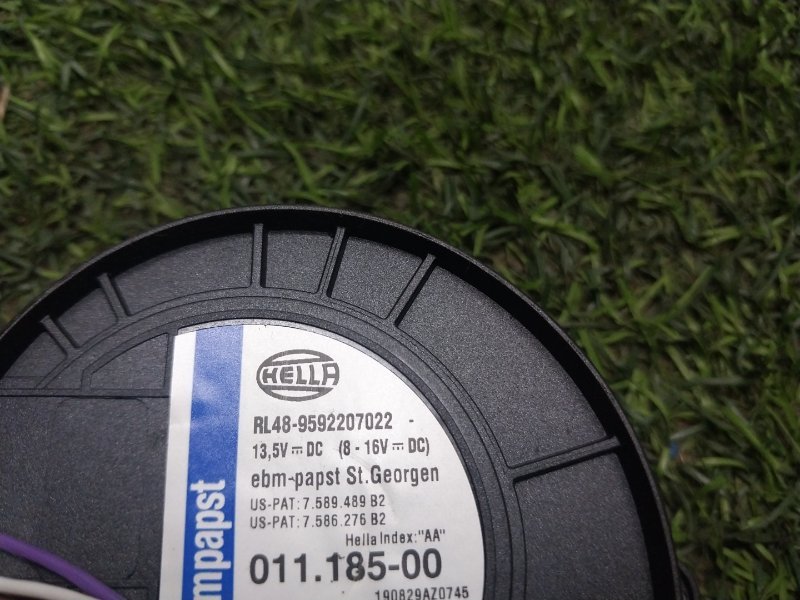 HELLA
RL48-9592207022 -
13,5V ⎓ DC (8 - 16V ⎓ DC)
ebm-papst St.Georgen
US-PAT: 7.589.489 B2
US-PAT: 7.586.276 B2
Hella Index:"AA"
011.185-00
190829AZ0745
mpapst